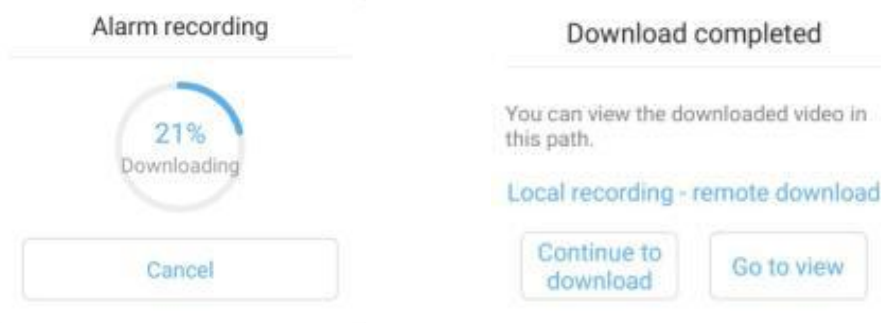 Alarm recording
21%
Downloading
Cancel
Download completed
You can view the downloaded video in
this path.
Local recording - remote download
Continue to
download
Go to view